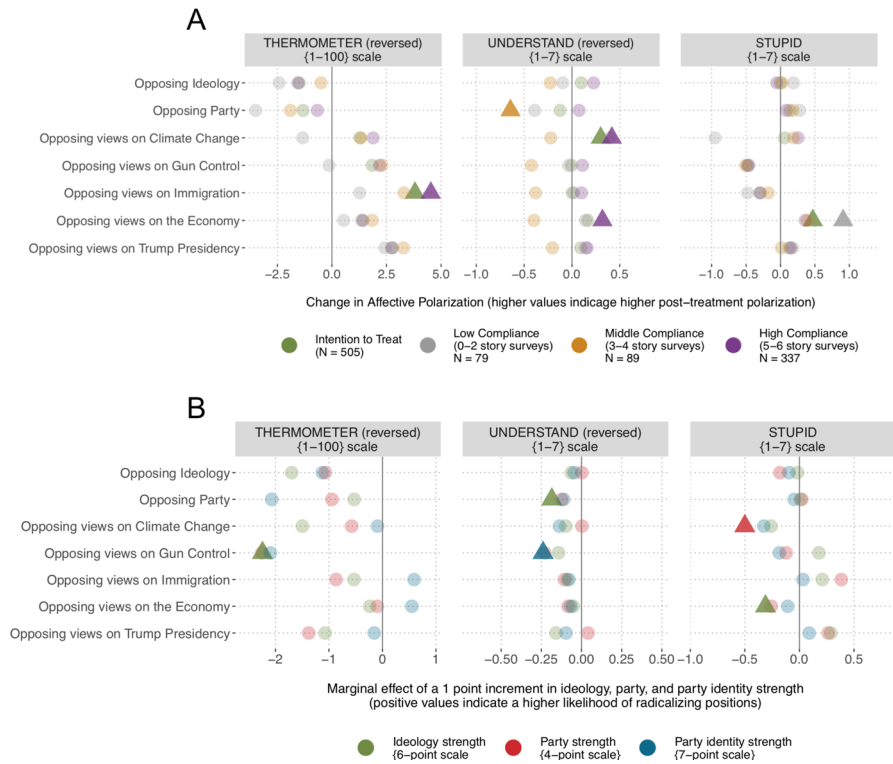 A
THERMOMETER (reversed)
{1–100} scale
UNDERSTAND (reversed)
{1–7} scale
STUPID
{1–7} scale
Opposing Ideology
Opposing Party
Opposing views on Climate Change
Opposing views on Gun Control
Opposing views on Immigration
Opposing views on the Economy
Opposing views on Trump Presidency
−2.5 0.0 2.5 5.0
−1.0 −0.5 0.0 0.5
−1.0 −0.5 0.0 0.5 1.0
Change in Affective Polarization (higher values indicage higher post-treatment polarization)
Intention to Treat
(N = 505)
Low Compliance
(0–2 story surveys)
N = 79
Middle Compliance
(3–4 story surveys)
N = 89
High Compliance
(5–6 story surveys)
N = 337
B
THERMOMETER (reversed)
{1–100} scale
UNDERSTAND (reversed)
{1–7} scale
STUPID
{1–7} scale
Opposing Ideology
Opposing Party
Opposing views on Climate Change
Opposing views on Gun Control
Opposing views on Immigration
Opposing views on the Economy
Opposing views on Trump Presidency
−2 −1 0 1
−0.50 −0.25 0.00 0.25 0.50
−1.0 −0.5 0.0 0.5
Marginal effect of a 1 point increment in ideology, party, and party identity strength
(positive values indicate a higher likelihood of radicalizing positions)
Ideology strength
{6–point scale
Party strength
{4–point scale}
Party identity strength
{7–point scale}